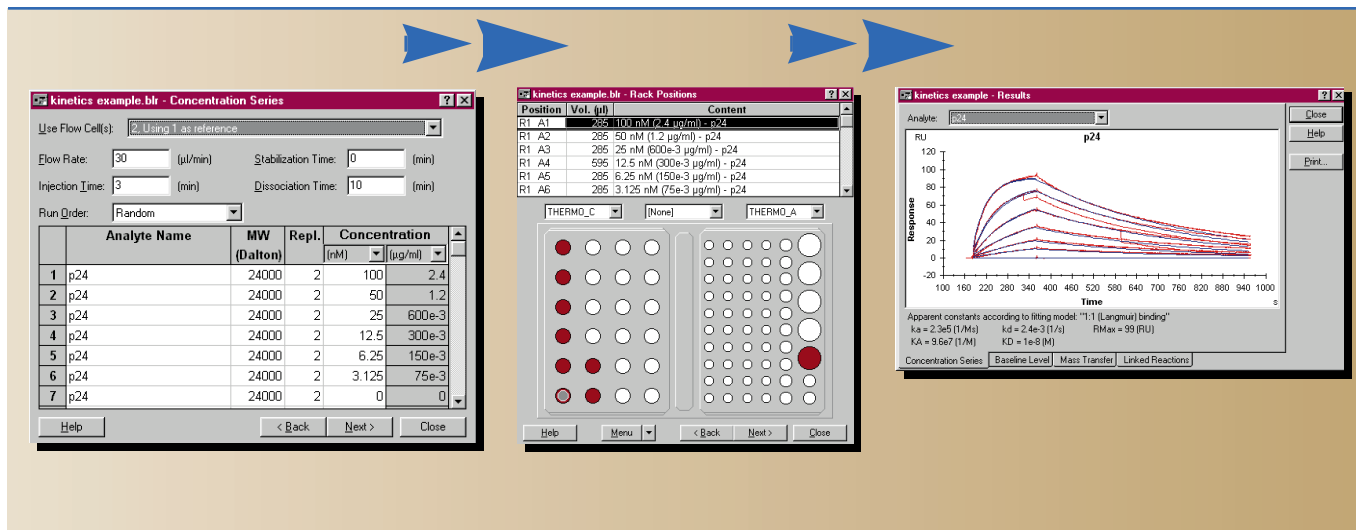 kinetics example.blr - Concentration Series
Use Flow Cell(s): 2, Using 1 as reference
Flow Rate: 30 (µl/min) Stabilization Time: 0 (min)
Injection Time: 3 (min) Dissociation Time: 10 (min)
Run Order: Random
Analyte Name MW Repl. Concentration
(Dalton) (nM) (µg/ml)
1 p24 24000 2 100 2.4
2 p24 24000 2 50 1.2
3 p24 24000 2 25 600e-3
4 p24 24000 2 12.5 300e-3
5 p24 24000 2 6.25 150e-3
6 p24 24000 2 3.125 75e-3
7 p24 24000 2 0 0
Help < Back Next > Close
kinetics example.blr - Rack Positions
Position Vol. (µl) Content
R1 A1 285 100 nM (2.4 µg/ml) - p24
R1 A2 285 50 nM (1.2 µg/ml) - p24
R1 A3 285 25 nM (600e-3 µg/ml) - p24
R1 A4 595 12.5 nM (300e-3 µg/ml) - p24
R1 A5 285 6.25 nM (150e-3 µg/ml) - p24
R1 A6 285 3.125 nM (75e-3 µg/ml) - p24
THERMO_C [None] THERMO_A
Help Menu < Back Next > Close
kinetics example - Results
Analyte: p24
Close
Help
Print...
RU p24
120
100
80
60
40
20
0
-20
Response
100 160 220 280 340 400 460 520 580 640 700 760 820 880 940 1000
Time s
Apparent constants according to fitting model: "1:1 (Langmuir) binding"
ka = 2.3e5 (1/Ms) kd = 2.4e-3 (1/s) RMax = 99 (RU)
KA = 9.6e7 (1/M) KD = 1e-8 (M)
Concentration Series Baseline Level Mass Transfer Linked Reactions